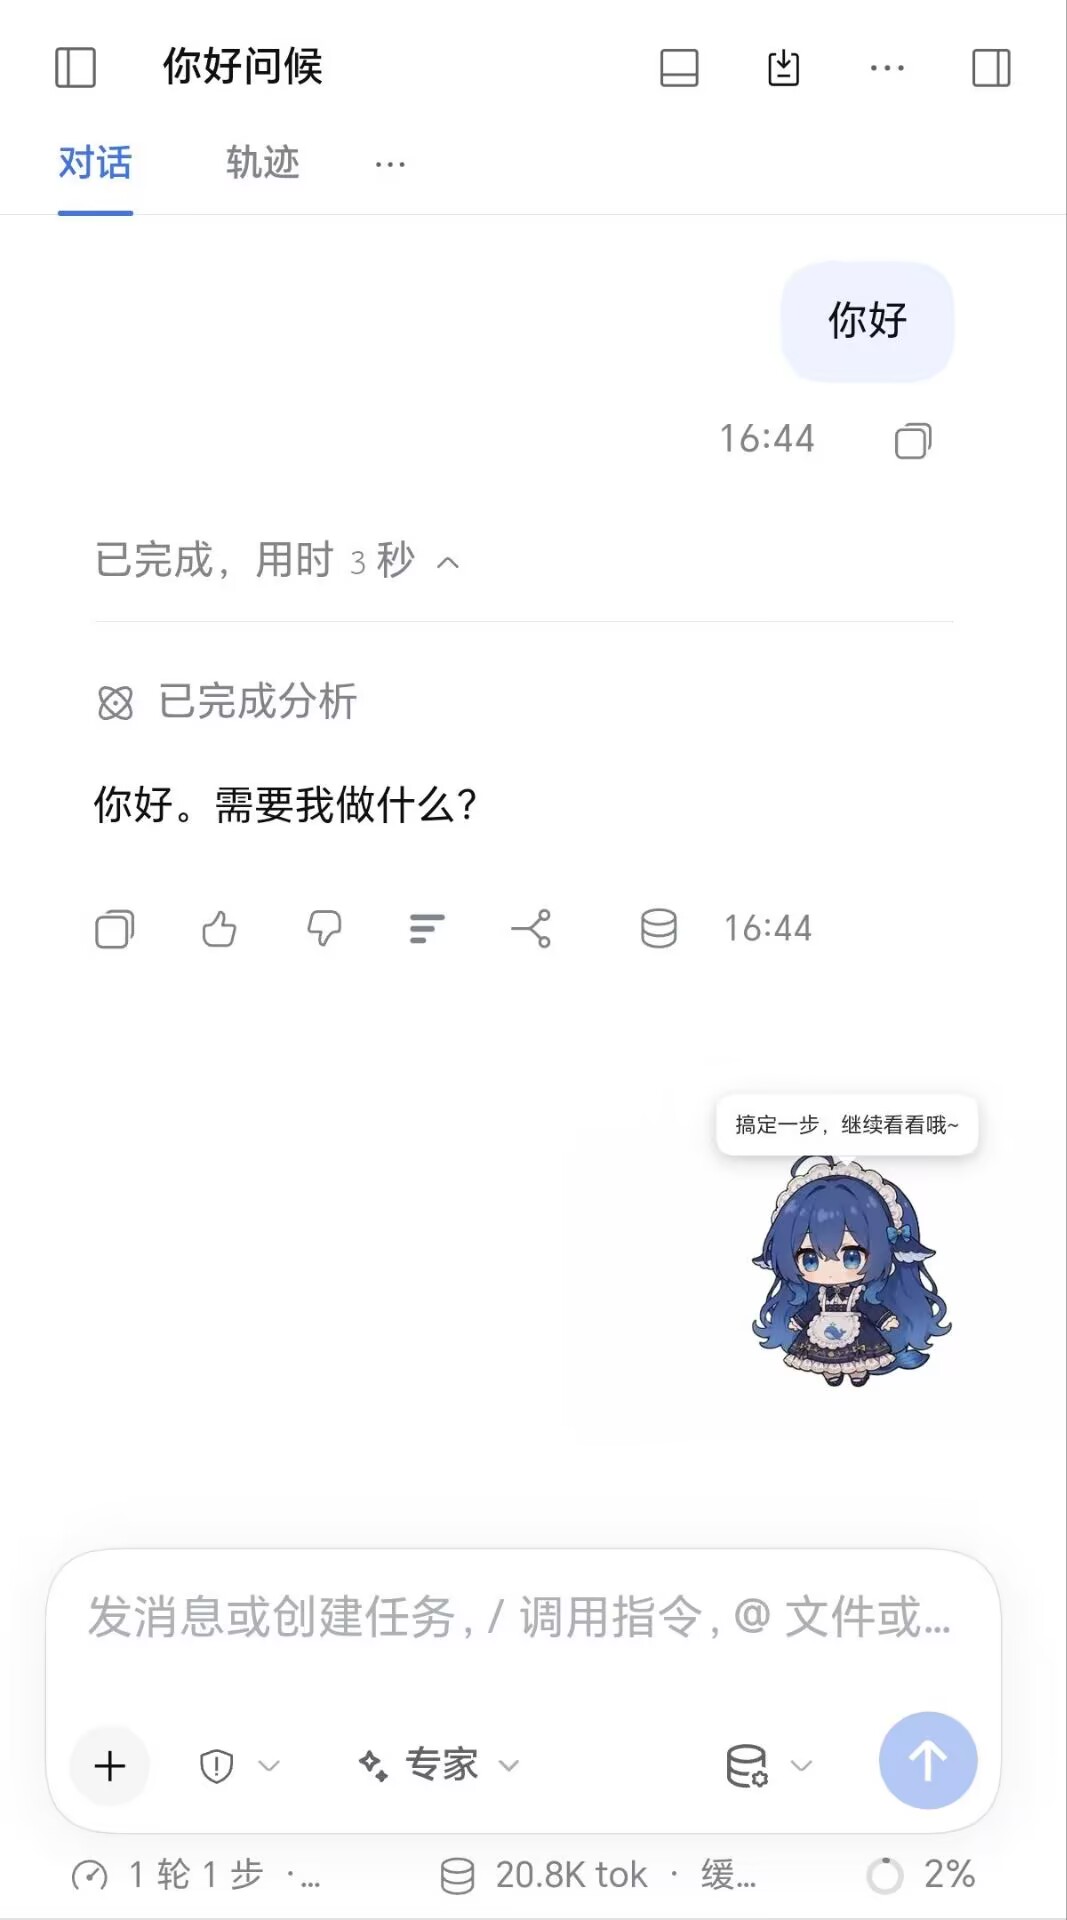 你好问候
对话 轨迹 ...
你好
16:44
已完成，用时 3 秒
已完成分析
你好。需要我做什么？
16:44
搞定一步，继续看看哦~
发消息或创建任务, / 调用指令, @ 文件或...
专家
1 轮 1 步 ·... 20.8K tok · 缓... 2%